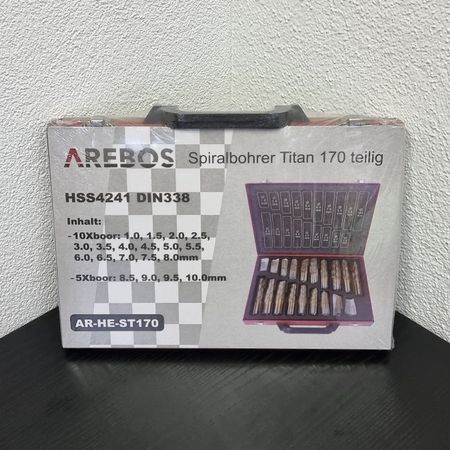 AREBOS Spiralbohrer Titan 170 teilig
HSS4241 DIN338
Inhalt:
- 10Xboor: 1.0, 1.5, 2.0, 2.5,
3.0, 3.5, 4.0, 4.5, 5.0, 5.5,
6.0, 6.5, 7.0, 7.5, 8.0mm
- 5Xboor: 8.5, 9.0, 9.5, 10.0mm
AR-HE-ST170